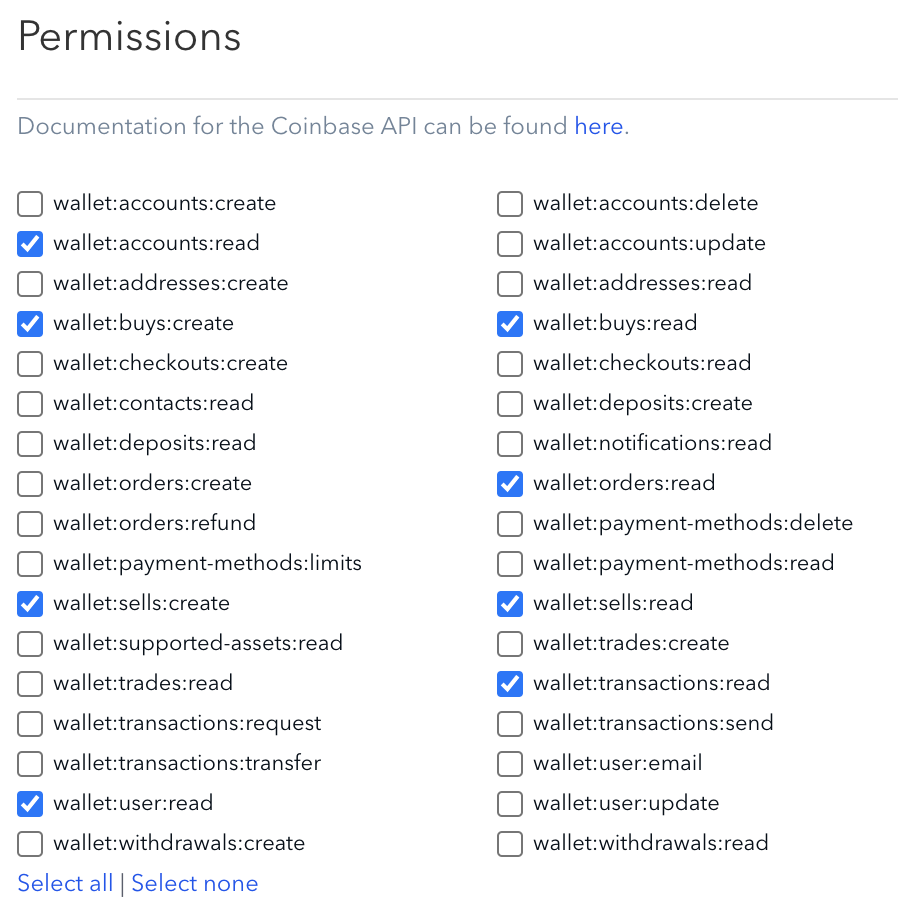 Permissions
Documentation for the Coinbase API can be found here.
wallet:accounts:create wallet:accounts:delete
wallet:accounts:read wallet:accounts:update
wallet:addresses:create wallet:addresses:read
wallet:buys:create wallet:buys:read
wallet:checkouts:create wallet:checkouts:read
wallet:contacts:read wallet:deposits:create
wallet:deposits:read wallet:notifications:read
wallet:orders:create wallet:orders:read
wallet:orders:refund wallet:payment-methods:delete
wallet:payment-methods:limits wallet:payment-methods:read
wallet:sells:create wallet:sells:read
wallet:supported-assets:read wallet:trades:create
wallet:trades:read wallet:transactions:read
wallet:transactions:request wallet:transactions:send
wallet:transactions:transfer wallet:user:email
wallet:user:read wallet:user:update
wallet:withdrawals:create wallet:withdrawals:read
Select all | Select none